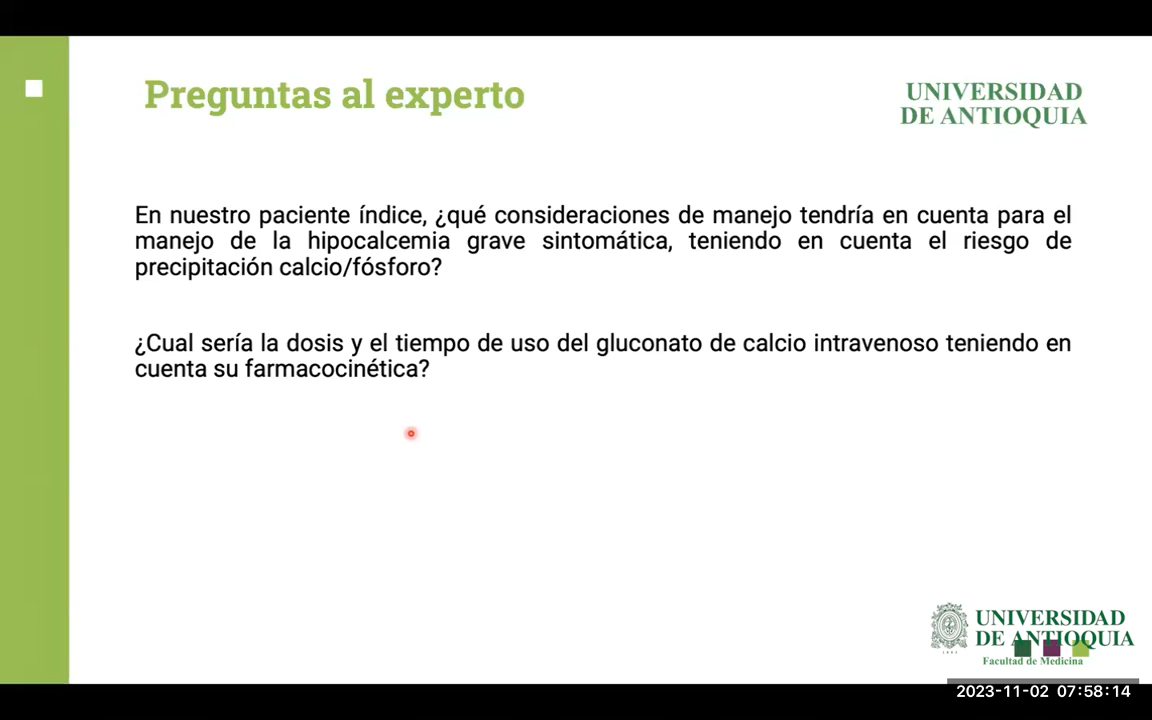 Preguntas al experto
UNIVERSIDAD
DE ANTIOQUIA
En nuestro paciente índice, ¿qué consideraciones de manejo tendría en cuenta para el
manejo de la hipocalcemia grave sintomática, teniendo en cuenta el riesgo de
precipitación calcio/fósforo?
¿Cual sería la dosis y el tiempo de uso del gluconato de calcio intravenoso teniendo en
cuenta su farmacocinética?
UNIVERSIDAD
DE ANTIOQUIA
Facultad de Medicina
2023-11-02 07:58:14